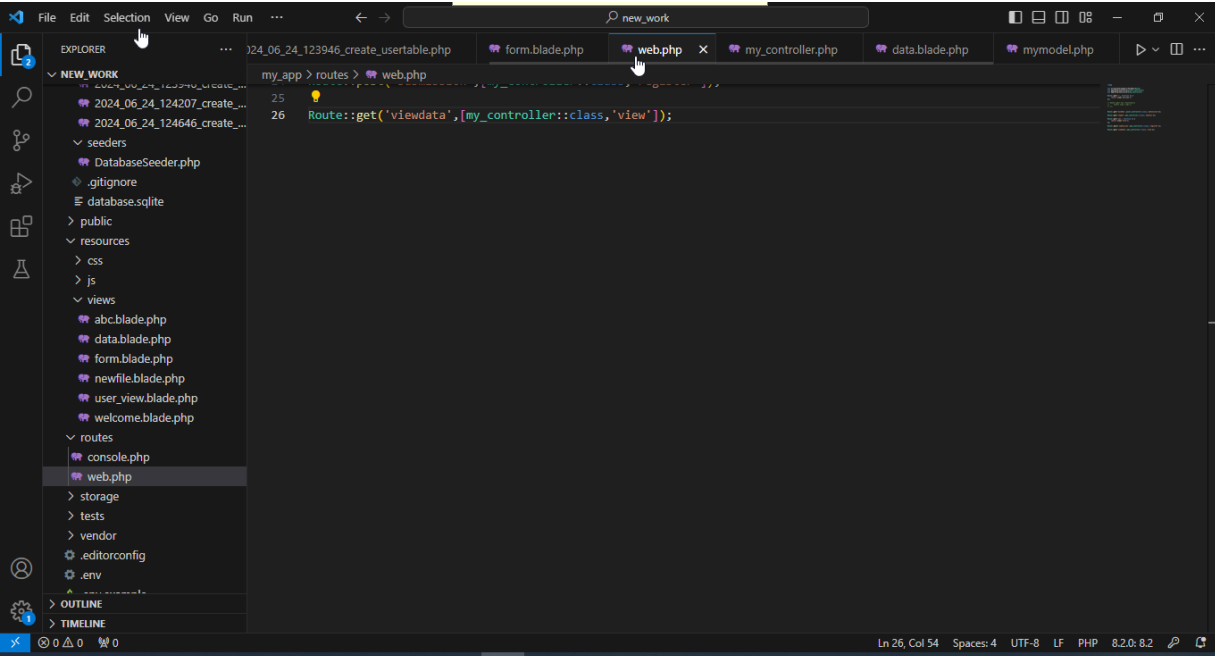 File Edit Selection View Go Run ···
new_work
EXPLORER ···
24_06_24_123946_create_usertable.php
form.blade.php
web.php
my_controller.php
data.blade.php
mymodel.php
NEW_WORK
my_app > routes > web.php
2024_06_24_123946_create_...
2024_06_24_124207_create_...
2024_06_24_124646_create_...
seeders
DatabaseSeeder.php
.gitignore
database.sqlite
public
resources
css
js
views
abc.blade.php
data.blade.php
form.blade.php
newfile.blade.php
user_view.blade.php
welcome.blade.php
routes
console.php
web.php
storage
tests
vendor
.editorconfig
.env
OUTLINE
TIMELINE
25
26 Route::get('viewdata',[my_controller::class,'view']);
2
1
0 0 0
Ln 26, Col 54 Spaces: 4 UTF-8 LF PHP 8.2.0: 8.2